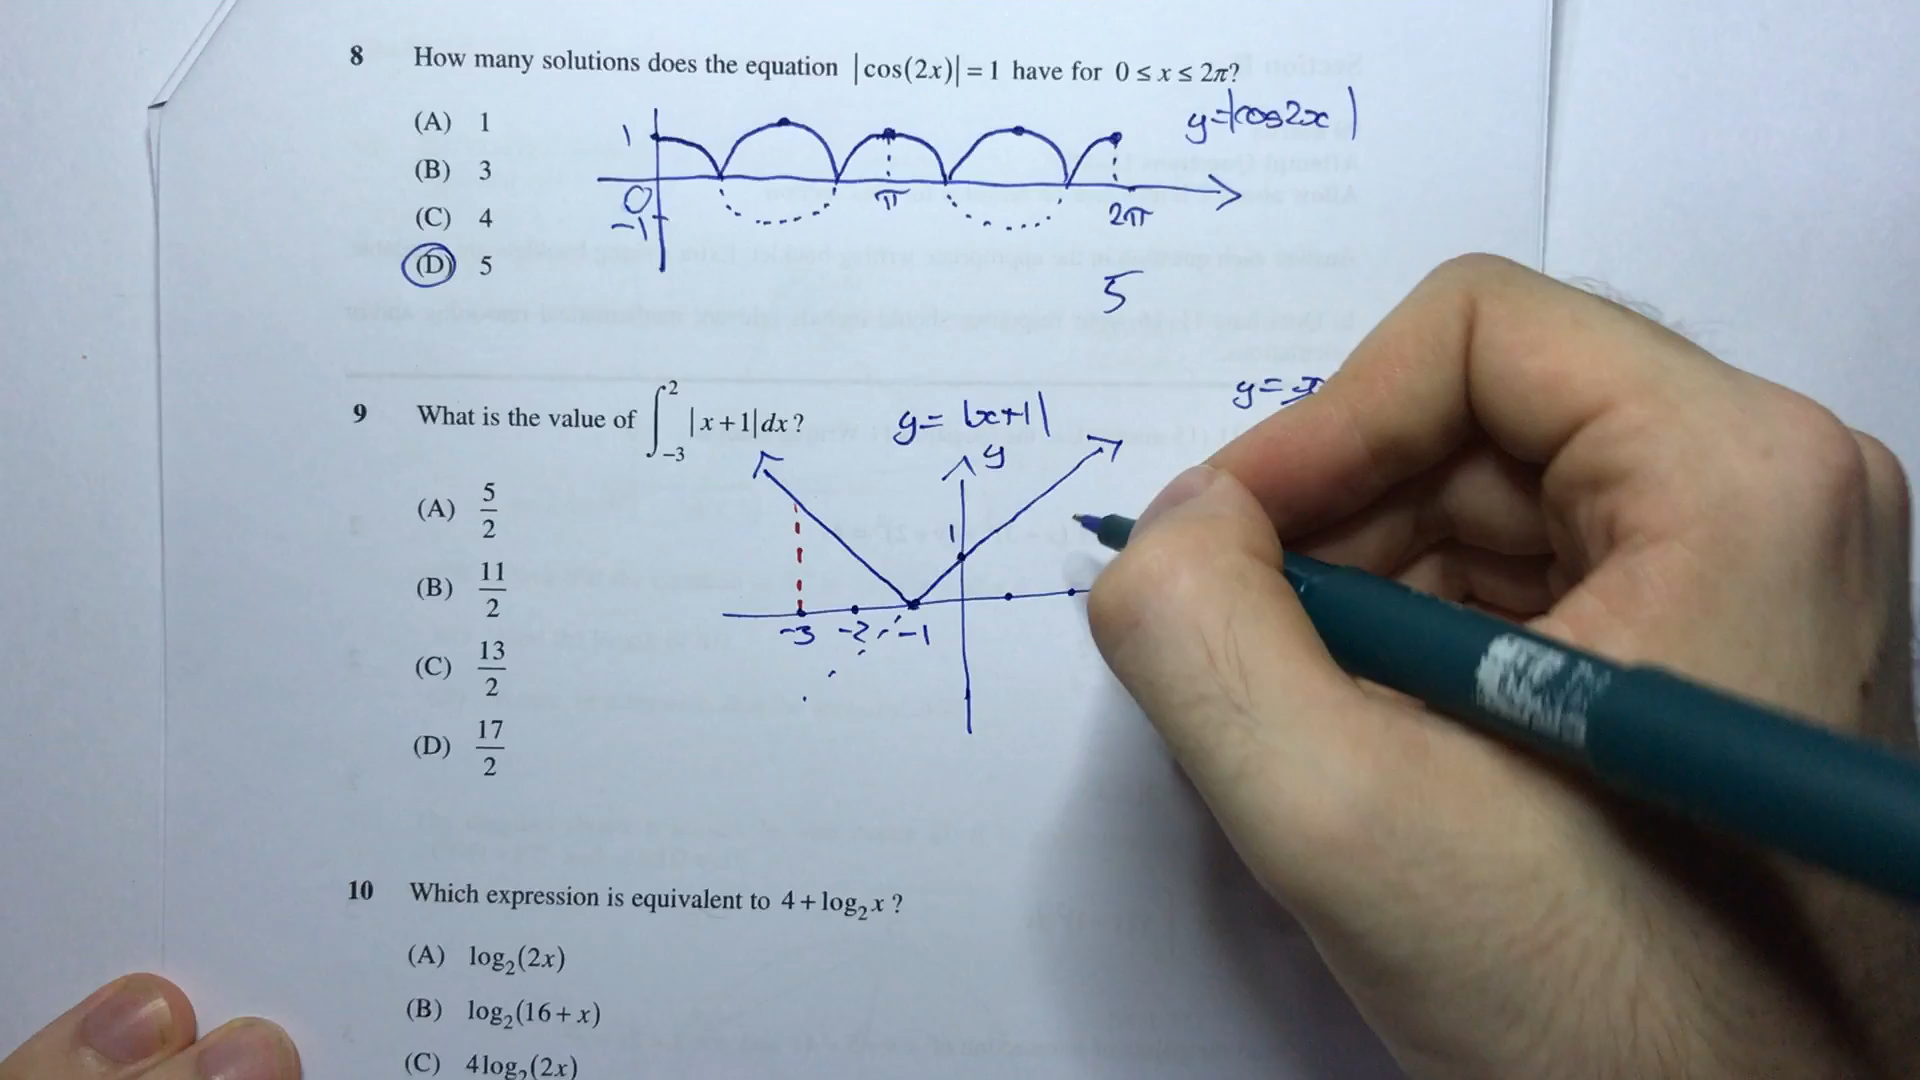 8 How many solutions does the equation |cos(2x)| = 1 have for 0 ≤ x ≤ 2π?
(A) 1
(B) 3
(C) 4
(D) 5
y=|cos2x|
1
0
-1
π
2π
5
9 What is the value of ∫₋₃² |x+1|dx?
(A) 5/2
(B) 11/2
(C) 13/2
(D) 17/2
y= |x+1|
y
1
-3 -2 -1
y=x
10 Which expression is equivalent to 4 + log₂x ?
(A) log₂(2x)
(B) log₂(16 + x)
(C) 4log₂(2x)